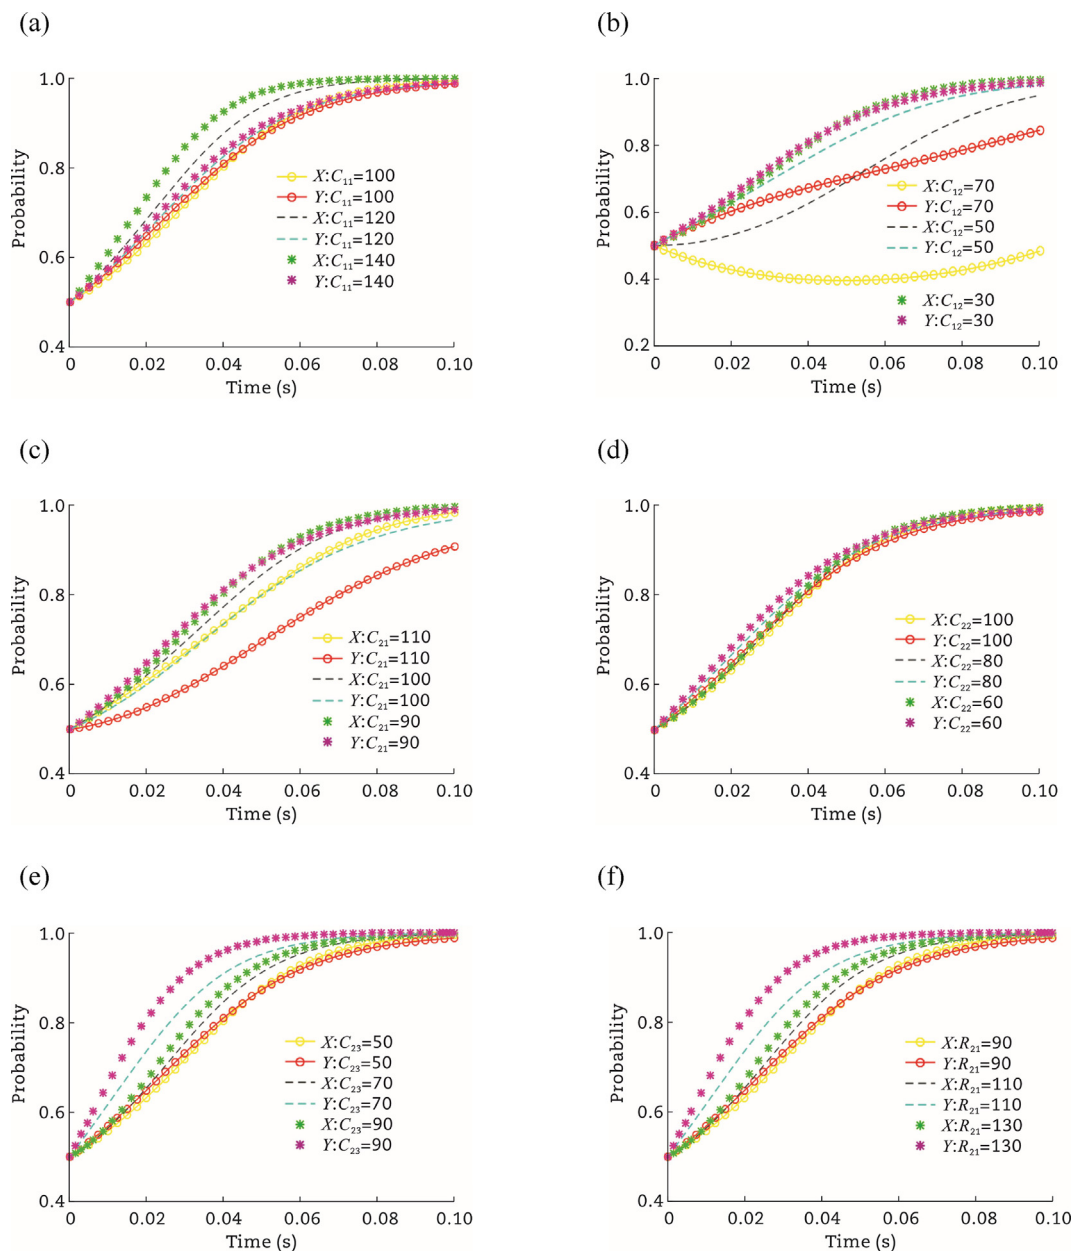 (a)
1.0
0.8
0.6
0.4
Probability
X:C₁₁=100
Y:C₁₁=100
X:C₁₁=120
Y:C₁₁=120
X:C₁₁=140
Y:C₁₁=140
0 0.02 0.04 0.06 0.08 0.10
Time (s)
(b)
1.0
0.8
0.6
0.4
0.2
Probability
X:C₁₂=70
Y:C₁₂=70
X:C₁₂=50
Y:C₁₂=50
X:C₁₂=30
Y:C₁₂=30
0 0.02 0.04 0.06 0.08 0.10
Time (s)
(c)
1.0
0.8
0.6
0.4
Probability
X:C₂₁=110
Y:C₂₁=110
X:C₂₁=100
Y:C₂₁=100
X:C₂₁=90
Y:C₂₁=90
0 0.02 0.04 0.06 0.08 0.10
Time (s)
(d)
1.0
0.8
0.6
0.4
Probability
X:C₂₂=100
Y:C₂₂=100
X:C₂₂=80
Y:C₂₂=80
X:C₂₂=60
Y:C₂₂=60
0 0.02 0.04 0.06 0.08 0.10
Time (s)
(e)
1.0
0.8
0.6
0.4
Probability
X:C₂₃=50
Y:C₂₃=50
X:C₂₃=70
Y:C₂₃=70
X:C₂₃=90
Y:C₂₃=90
0 0.02 0.04 0.06 0.08 0.10
Time (s)
(f)
1.0
0.8
0.6
0.4
Probability
X:R₂₁=90
Y:R₂₁=90
X:R₂₁=110
Y:R₂₁=110
X:R₂₁=130
Y:R₂₁=130
0 0.02 0.04 0.06 0.08 0.10
Time (s)